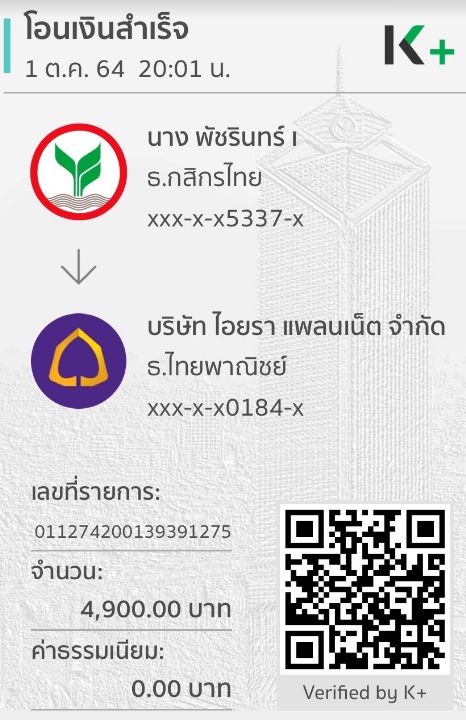 โอนเงินสำเร็จ
1 ต.ค. 64 20:01 น.
K+
นาง พัชรินทร์ เ
ธ.กสิกรไทย
xxx-x-x5337-x
บริษัท ไอยรา แพลนเน็ต จำกัด
ธ.ไทยพาณิชย์
xxx-x-x0184-x
เลขที่รายการ:
011274200139391275
จำนวน:
4,900.00 บาท
ค่าธรรมเนียม:
0.00 บาท
Verified by K+